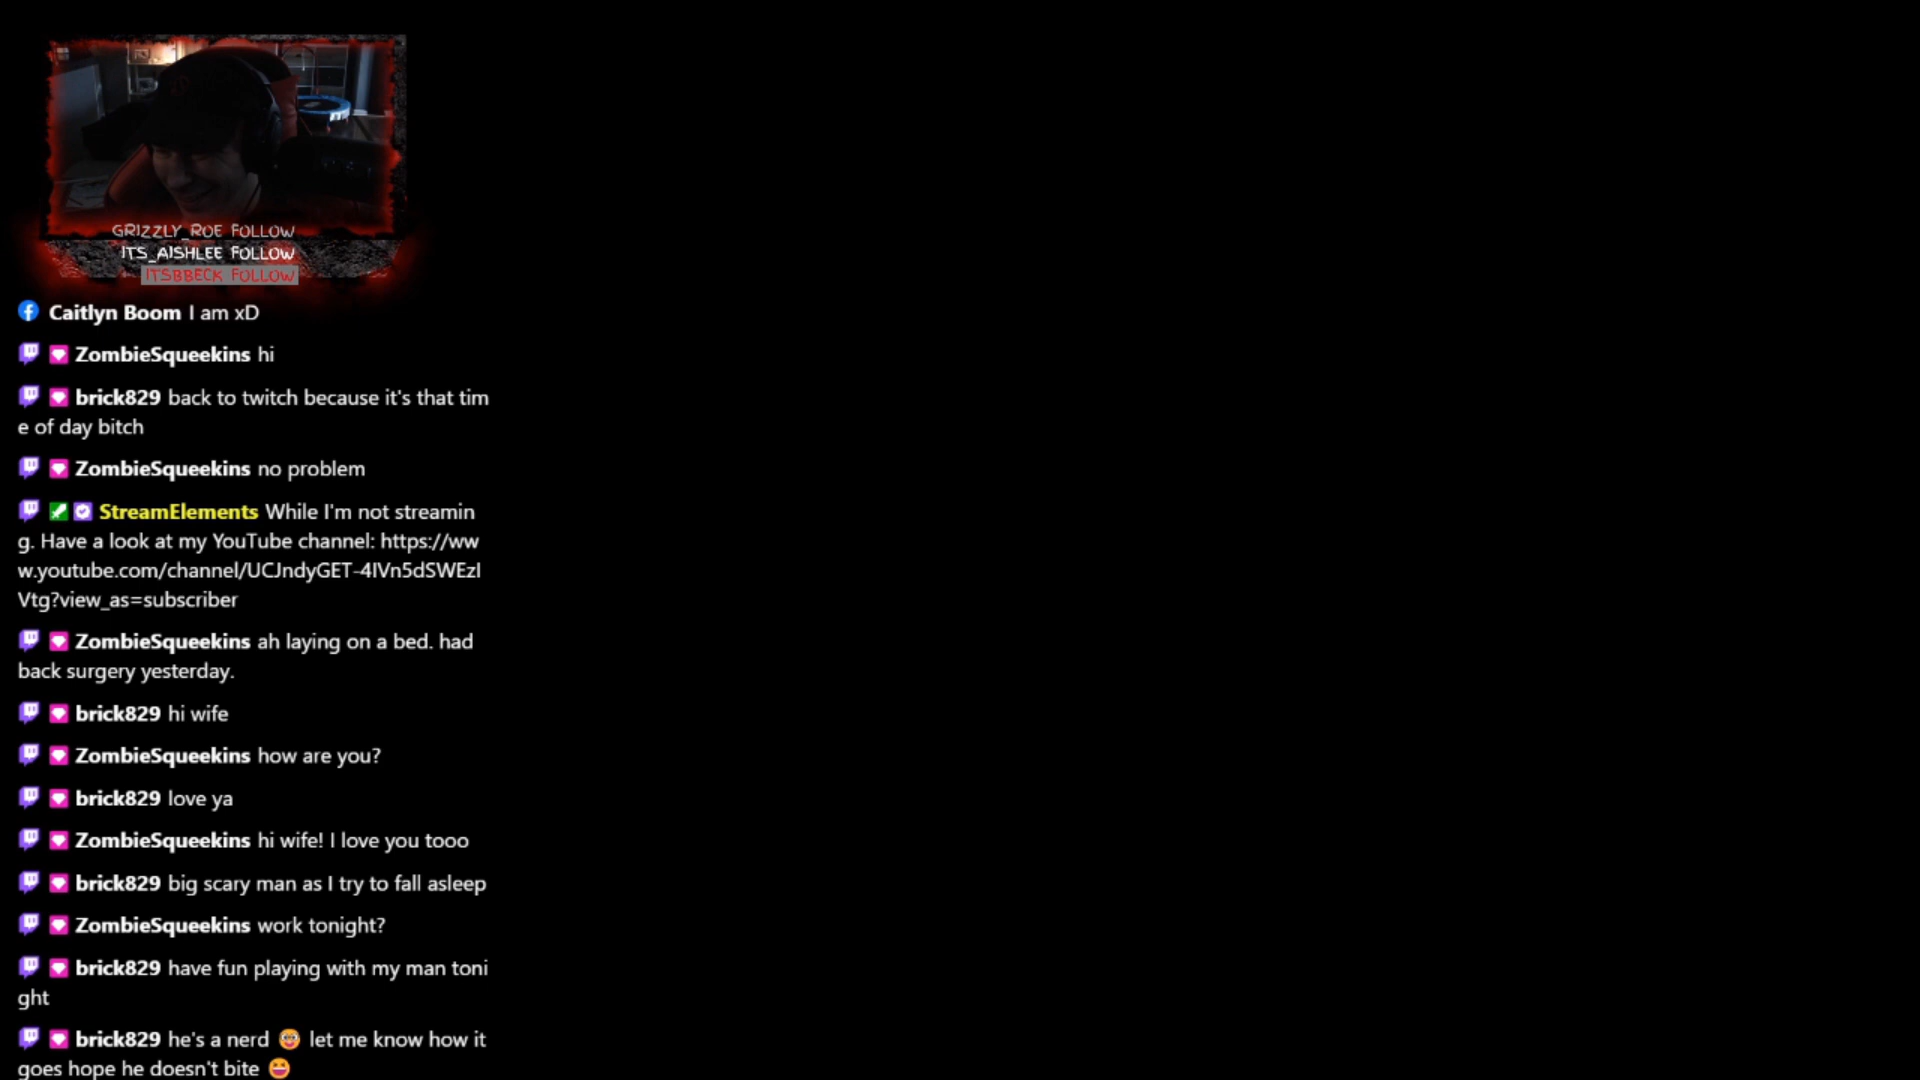 GRIZZLY_ROE FOLLOW
ITS_AISHLEE FOLLOW
ITSBBECK FOLLOW
Caitlyn Boom I am xD
ZombieSqueekins hi
brick829 back to twitch because it's that tim
e of day bitch
ZombieSqueekins no problem
StreamElements While I'm not streamin
g. Have a look at my YouTube channel: https://ww
w.youtube.com/channel/UCJndyGET-4IVn5dSWEzI
Vtg?view_as=subscriber
ZombieSqueekins ah laying on a bed. had
back surgery yesterday.
brick829 hi wife
ZombieSqueekins how are you?
brick829 love ya
ZombieSqueekins hi wife! I love you tooo
brick829 big scary man as I try to fall asleep
ZombieSqueekins work tonight?
brick829 have fun playing with my man toni
ght
brick829 he's a nerd 🤓 let me know how it
goes hope he doesn't bite 😆